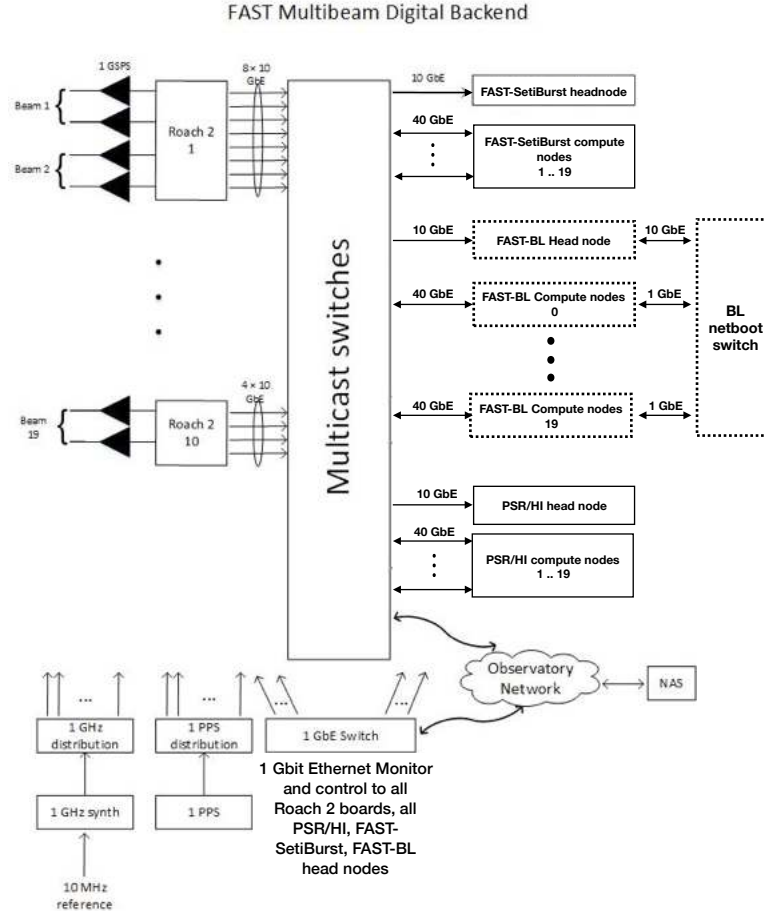 FAST Multibeam Digital Backend
1 GSPS
8 × 10
GbE
Beam 1
Beam 2
Roach 2
1
10 GbE
FAST-SetiBurst headnode
40 GbE
FAST-SetiBurst compute
nodes
1 .. 19
10 GbE
FAST-BL Head node
10 GbE
40 GbE
FAST-BL Compute nodes
0
1 GbE
BL
netboot
switch
Multicast switches
4 × 10
GbE
Beam
19
Roach 2
10
40 GbE
FAST-BL Compute nodes
19
1 GbE
10 GbE
PSR/HI head node
40 GbE
PSR/HI compute nodes
1 .. 19
Observatory
Network
NAS
...
...
...
...
1 GHz
distribution
1 PPS
distribution
1 GbE Switch
1 GHz synth
1 PPS
1 Gbit Ethernet Monitor
and control to all
Roach 2 boards, all
PSR/HI, FAST-
SetiBurst, FAST-BL
head nodes
10 MHz
reference